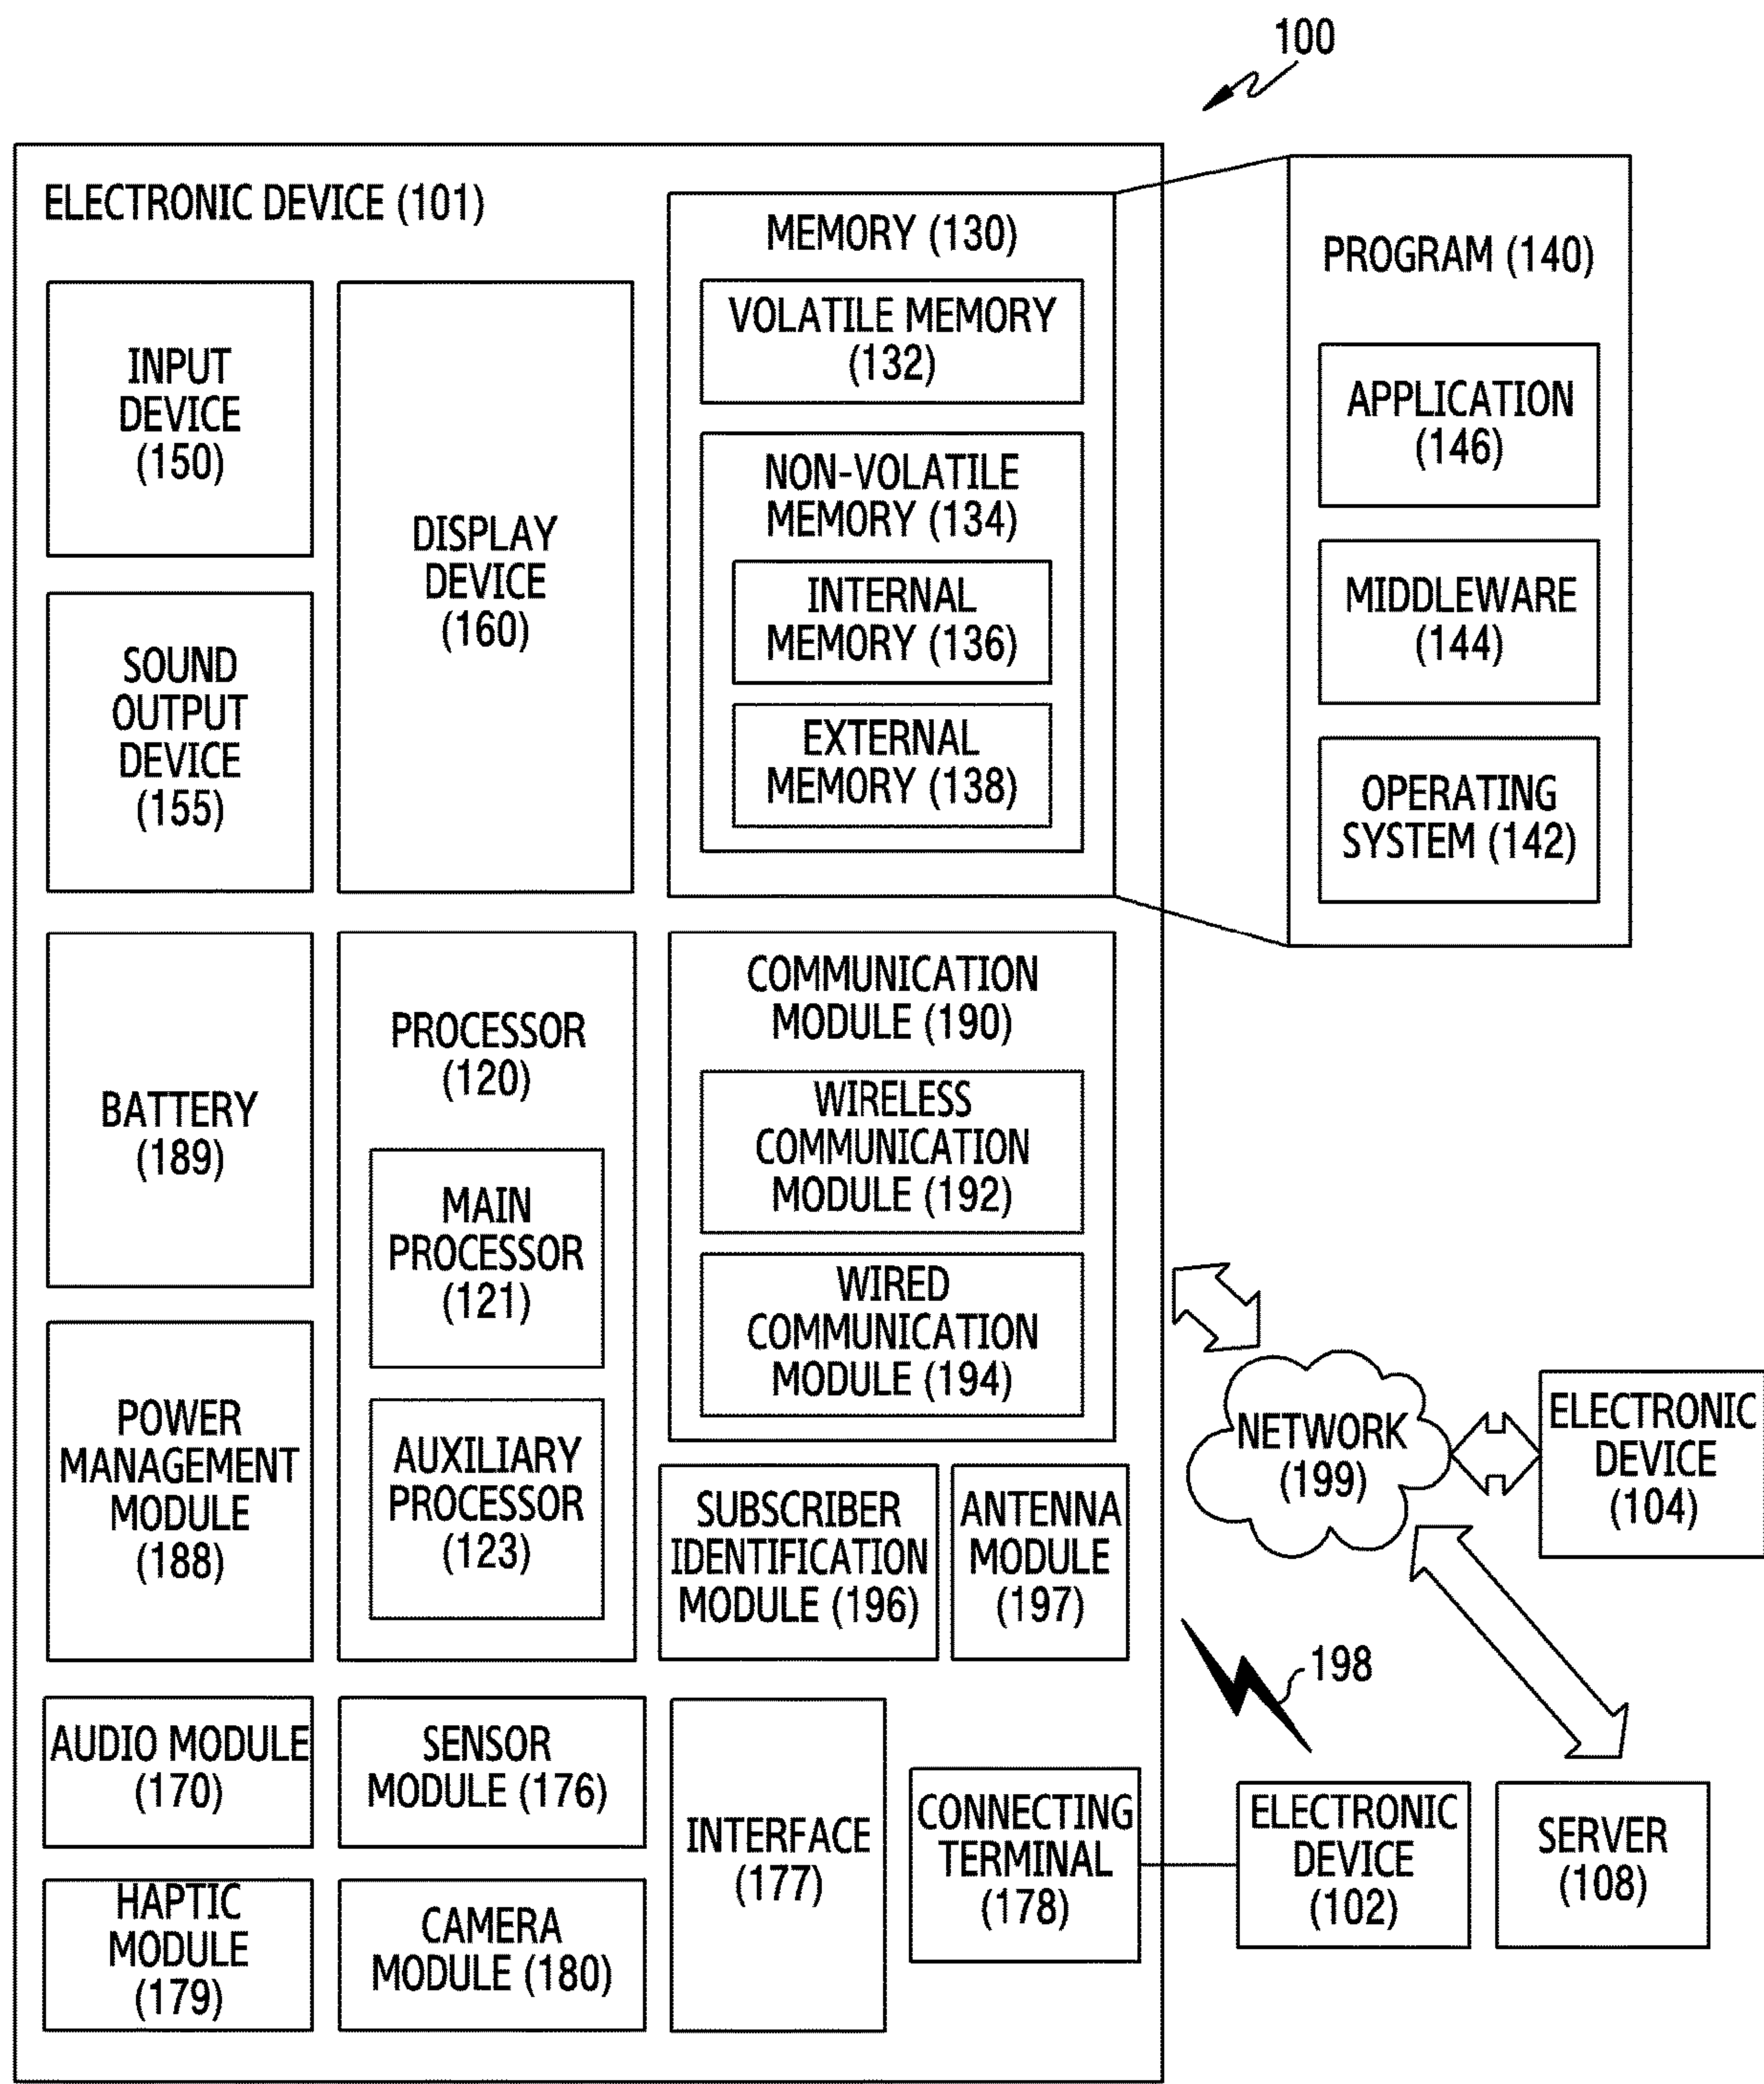 100
ELECTRONIC DEVICE (101)
INPUT
DEVICE
(150)
SOUND
OUTPUT
DEVICE
(155)
DISPLAY
DEVICE
(160)
MEMORY (130)
VOLATILE MEMORY
(132)
NON-VOLATILE
MEMORY (134)
INTERNAL
MEMORY (136)
EXTERNAL
MEMORY (138)
PROGRAM (140)
APPLICATION
(146)
MIDDLEWARE
(144)
OPERATING
SYSTEM (142)
BATTERY
(189)
POWER
MANAGEMENT
MODULE
(188)
PROCESSOR
(120)
MAIN
PROCESSOR
(121)
AUXILIARY
PROCESSOR
(123)
COMMUNICATION
MODULE (190)
WIRELESS
COMMUNICATION
MODULE (192)
WIRED
COMMUNICATION
MODULE (194)
SUBSCRIBER
IDENTIFICATION
MODULE (196)
ANTENNA
MODULE
(197)
NETWORK
(199)
ELECTRONIC
DEVICE
(104)
198
AUDIO MODULE
(170)
SENSOR
MODULE (176)
INTERFACE
(177)
CONNECTING
TERMINAL
(178)
ELECTRONIC
DEVICE
(102)
SERVER
(108)
HAPTIC
MODULE
(179)
CAMERA
MODULE (180)